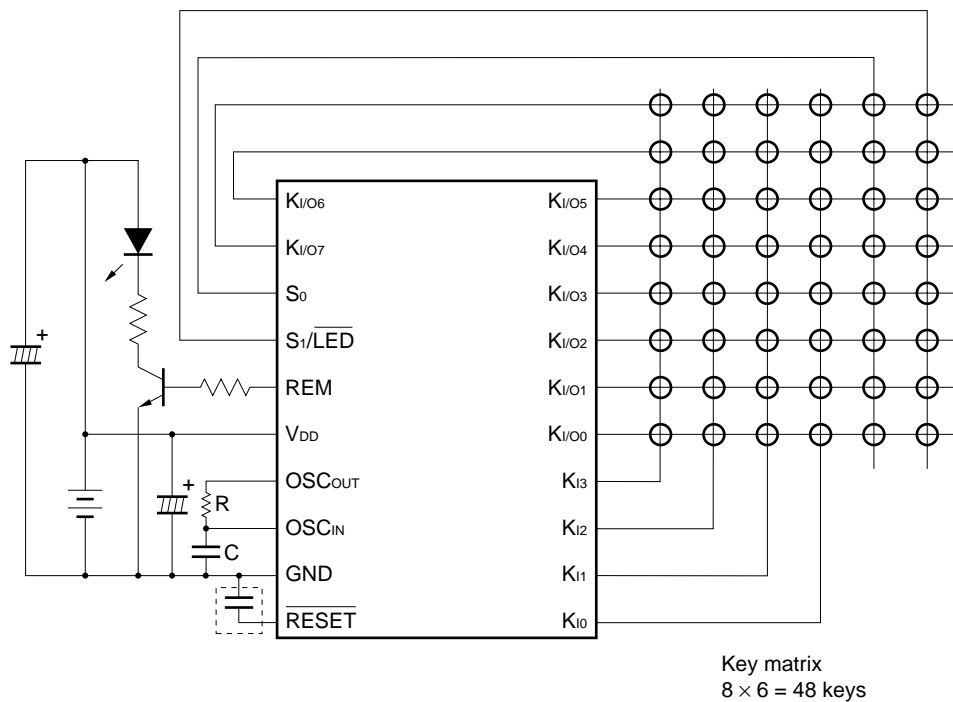 KI/O6 KI/O5
KI/O7 KI/O4
S0 KI/O3
+ S1/LED KI/O2
REM KI/O1
VDD KI/O0
+ OSCOUT KI3
R
OSCIN KI2
C
GND KI1
RESET KI0
Key matrix
8 × 6 = 48 keys